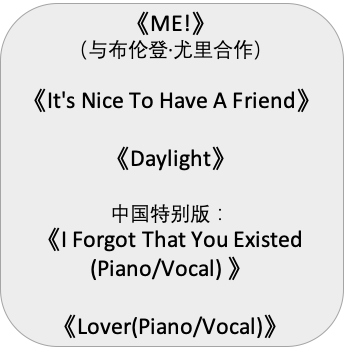 《ME!》
（与布伦登·尤里合作）
《It's Nice To Have A Friend》
《Daylight》
中国特别版：
《I Forgot That You Existed
(Piano/Vocal) 》
《Lover(Piano/Vocal)》